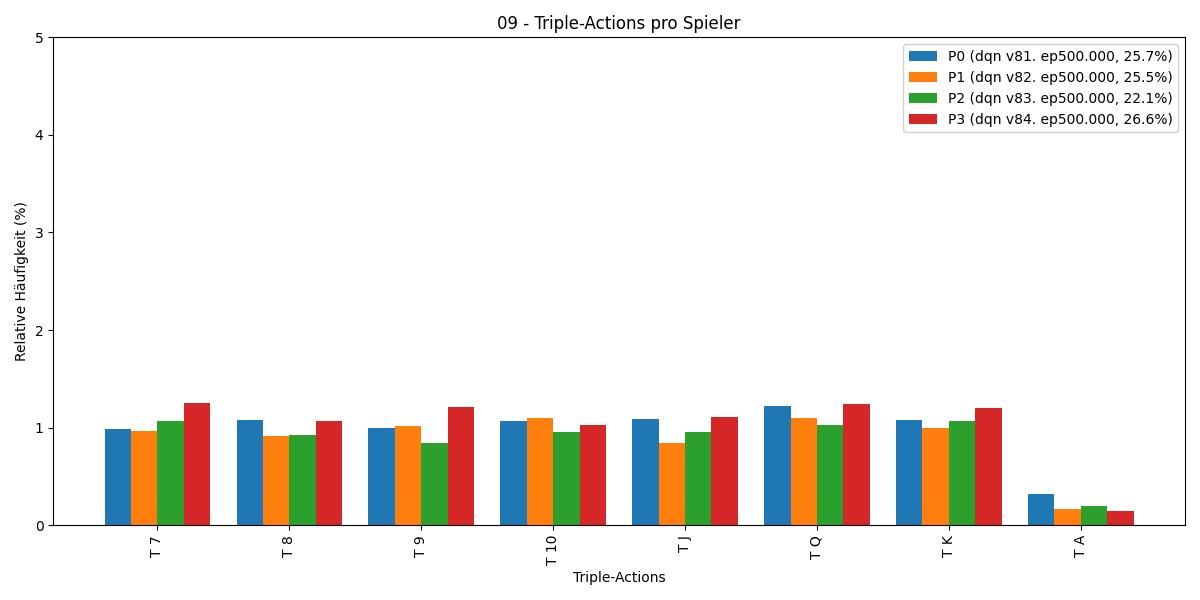 09 - Triple-Actions pro Spieler
P0 (dqn v81. ep500.000, 25.7%)
P1 (dqn v82. ep500.000, 25.5%)
P2 (dqn v83. ep500.000, 22.1%)
P3 (dqn v84. ep500.000, 26.6%)
Relative Häufigkeit (%)
5
4
3
2
1
0
T 7
T 8
T 9
T 10
T J
T Q
T K
T A
Triple-Actions